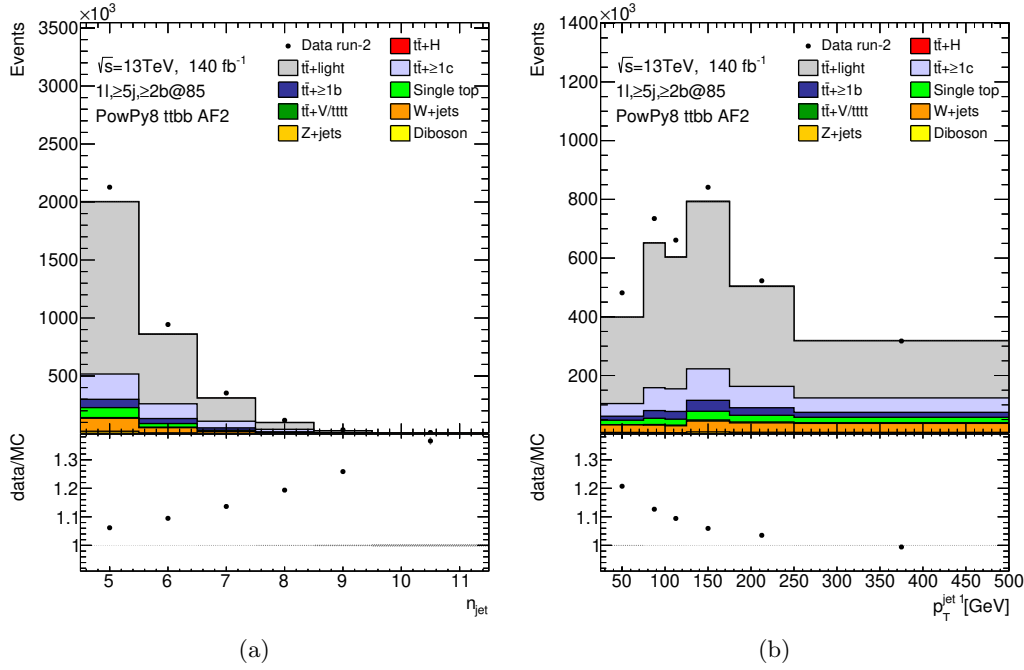 ×10³
Events
3500
3000
2500
2000
1500
1000
500
√s=13TeV, 140 fb⁻¹
1l,≥5j,≥2b@85
PowPy8 ttbb AF2
Data run-2
tt̄+light
tt̄+≥1b
tt̄+V/tttt
Z+jets
tt̄+H
tt̄+≥1c
Single top
W+jets
Diboson
data/MC
1.3
1.2
1.1
1
5 6 7 8 9 10 11
n_jet
(a)
×10³
Events
1400
1200
1000
800
600
400
200
√s=13TeV, 140 fb⁻¹
1l,≥5j,≥2b@85
PowPy8 ttbb AF2
Data run-2
tt̄+light
tt̄+≥1b
tt̄+V/tttt
Z+jets
tt̄+H
tt̄+≥1c
Single top
W+jets
Diboson
data/MC
1.3
1.2
1.1
1
50 100 150 200 250 300 350 400 450 500
p_T^jet 1 [GeV]
(b)